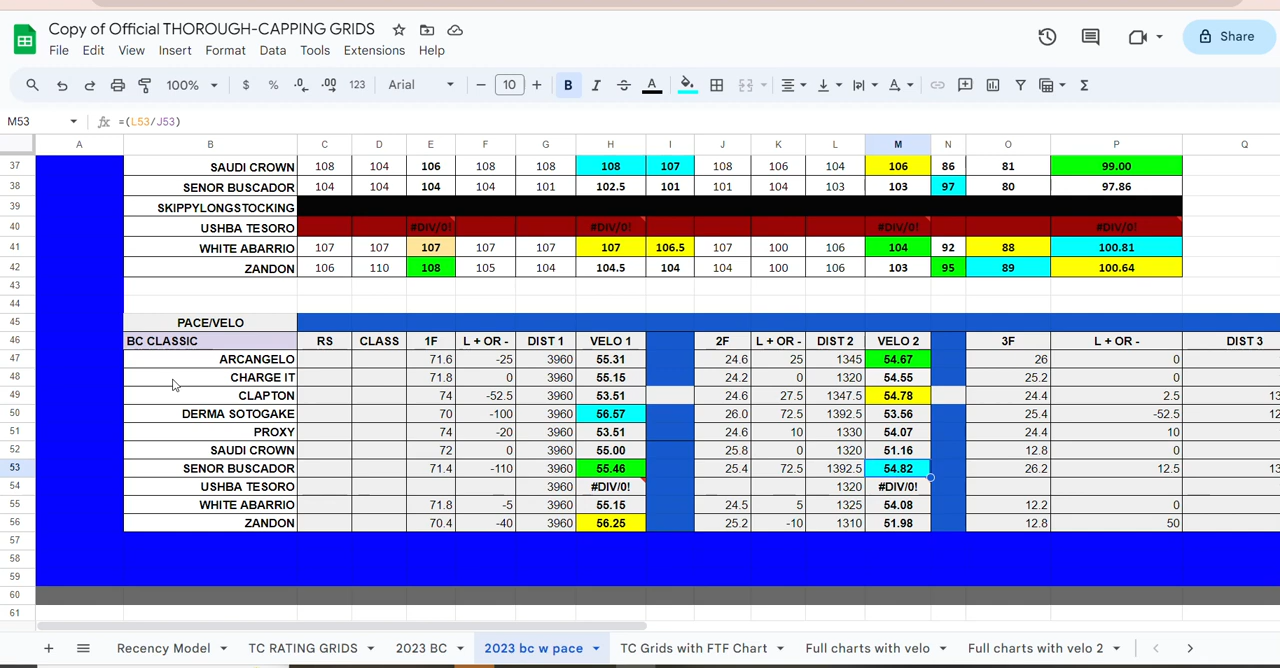 Copy of Official THOROUGH-CAPPING GRIDS
File Edit View Insert Format Data Tools Extensions Help
Share
100% $ % .0 .00 123 Arial 10 B I A A Σ
M53 fx =(L53/J53)
A B C D E F G H I J K L M N O P Q
37 SAUDI CROWN 108 104 106 108 108 108 107 108 106 104 106 86 81 99.00
38 SENOR BUSCADOR 104 104 104 104 101 102.5 101 101 104 103 103 97 80 97.86
39 SKIPPYLONGSTOCKING
40 USHBA TESORO #DIV/0! #DIV/0! #DIV/0! #DIV/0!
41 WHITE ABARRIO 107 107 107 107 107 107 106.5 107 100 106 104 92 88 100.81
42 ZANDON 106 110 108 105 104 104.5 104 104 100 106 103 95 89 100.64
43
44
45 PACE/VELO
46 BC CLASSIC RS CLASS 1F L + OR - DIST 1 VELO 1 2F L + OR - DIST 2 VELO 2 3F L + OR - DIST 3
47 ARCANGELO 71.6 -25 3960 55.31 24.6 25 1345 54.67 26 0
48 CHARGE IT 71.8 0 3960 55.15 24.2 0 1320 54.55 25.2 0
49 CLAPTON 74 -52.5 3960 53.51 24.6 27.5 1347.5 54.78 24.4 2.5 13
50 DERMA SOTOGAKE 70 -100 3960 56.57 26.0 72.5 1392.5 53.56 25.4 -52.5 12
51 PROXY 74 -20 3960 53.51 24.6 10 1330 54.07 24.4 10
52 SAUDI CROWN 72 0 3960 55.00 25.8 0 1320 51.16 12.8 0
53 SENOR BUSCADOR 71.4 -110 3960 55.46 25.4 72.5 1392.5 54.82 26.2 12.5 13
54 USHBA TESORO 3960 #DIV/0! 1320 #DIV/0!
55 WHITE ABARRIO 71.8 -5 3960 55.15 24.5 5 1325 54.08 12.2 0
56 ZANDON 70.4 -40 3960 56.25 25.2 -10 1310 51.98 12.8 50
57
58
59
60
61
+ Recency Model TC RATING GRIDS 2023 BC 2023 bc w pace TC Grids with FTF Chart Full charts with velo Full charts with velo 2